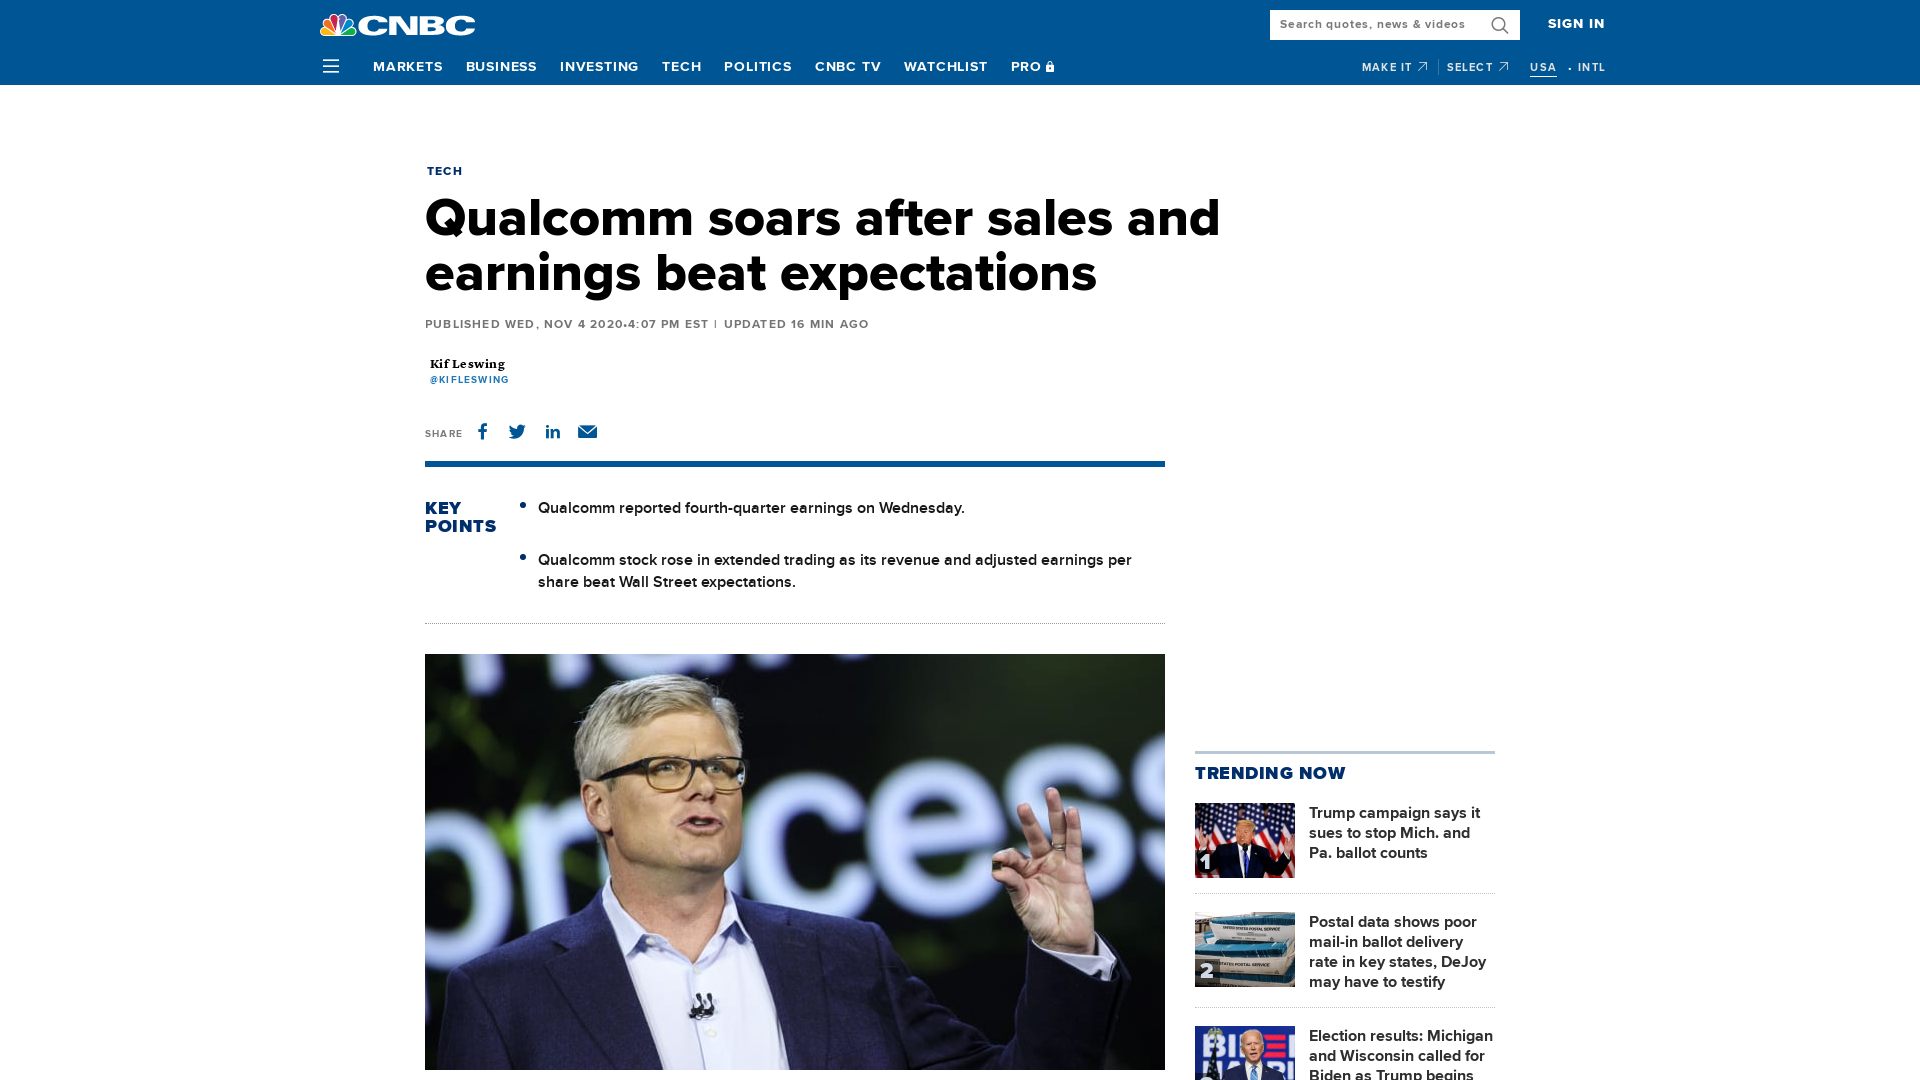 CNBC
Search quotes, news & videos
SIGN IN
MARKETS BUSINESS INVESTING TECH POLITICS CNBC TV WATCHLIST PRO
MAKE IT SELECT USA • INTL
TECH
Qualcomm soars after sales and
earnings beat expectations
PUBLISHED WED, NOV 4 2020•4:07 PM EST | UPDATED 16 MIN AGO
Kif Leswing
@KIFLESWING
SHARE
KEY
POINTS
• Qualcomm reported fourth-quarter earnings on Wednesday.
• Qualcomm stock rose in extended trading as its revenue and adjusted earnings per
share beat Wall Street expectations.
TRENDING NOW
1
Trump campaign says it
sues to stop Mich. and
Pa. ballot counts
UNITED STATES POSTAL SERVICE
2
Postal data shows poor
mail-in ballot delivery
rate in key states, DeJoy
may have to testify
Election results: Michigan
and Wisconsin called for
Biden as Trump begins